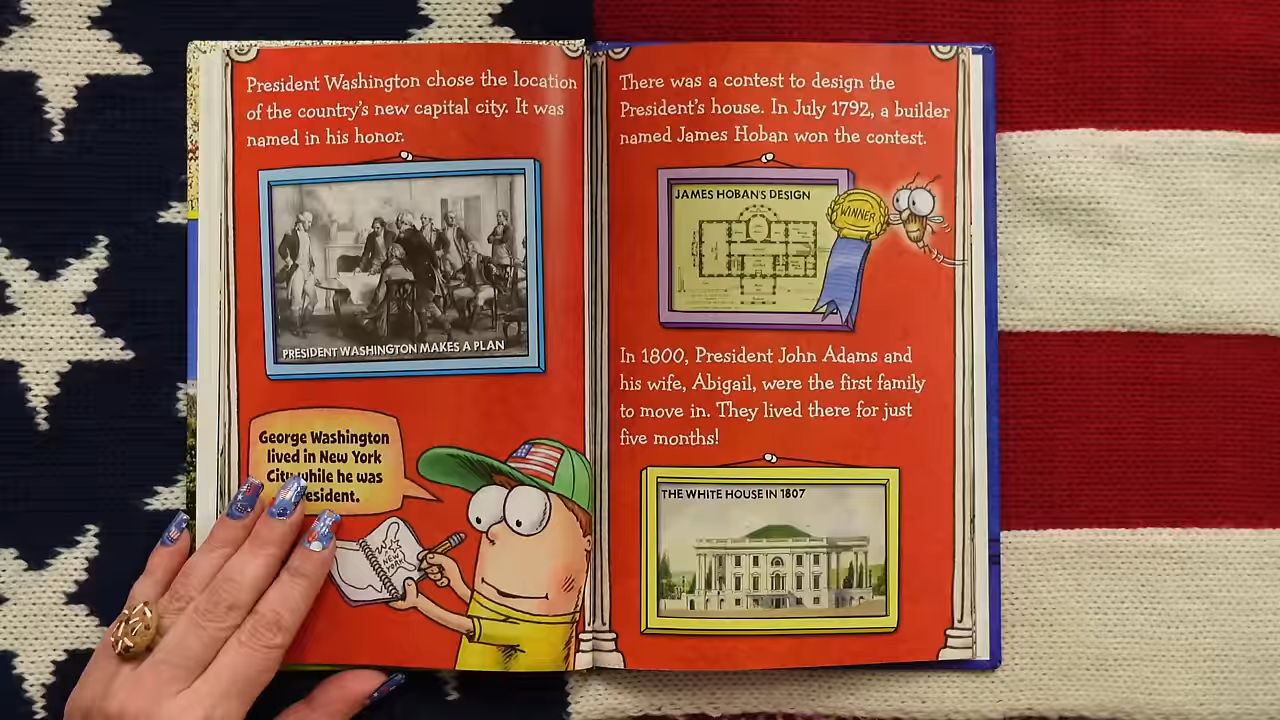 President Washington chose the location
of the country's new capital city. It was
named in his honor.
PRESIDENT WASHINGTON MAKES A PLAN
George Washington
lived in New York
City while he was
esident.
NEW
YORK
There was a contest to design the
President's house. In July 1792, a builder
named James Hoban won the contest.
JAMES HOBAN'S DESIGN
WINNER
In 1800, President John Adams and
his wife, Abigail, were the first family
to move in. They lived there for just
five months!
THE WHITE HOUSE IN 1807